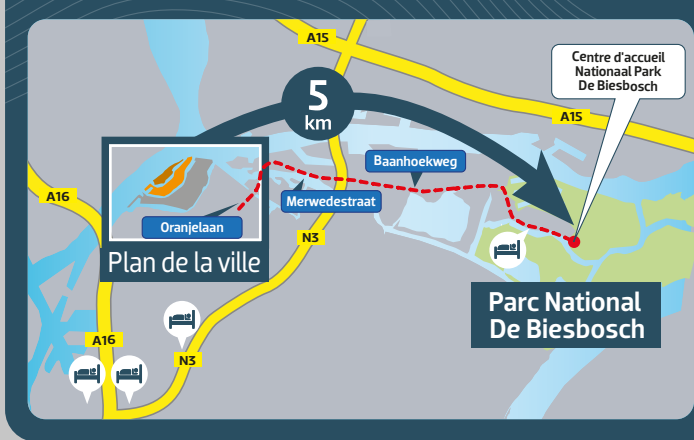 A15
Centre d'accueil
Nationaal Park
De Biesbosch
5
km
A15
Baanhoekweg
A16
Merwedestraat
Oranjelaan
N3
Plan de la ville
Parc National
De Biesbosch
A16
N3